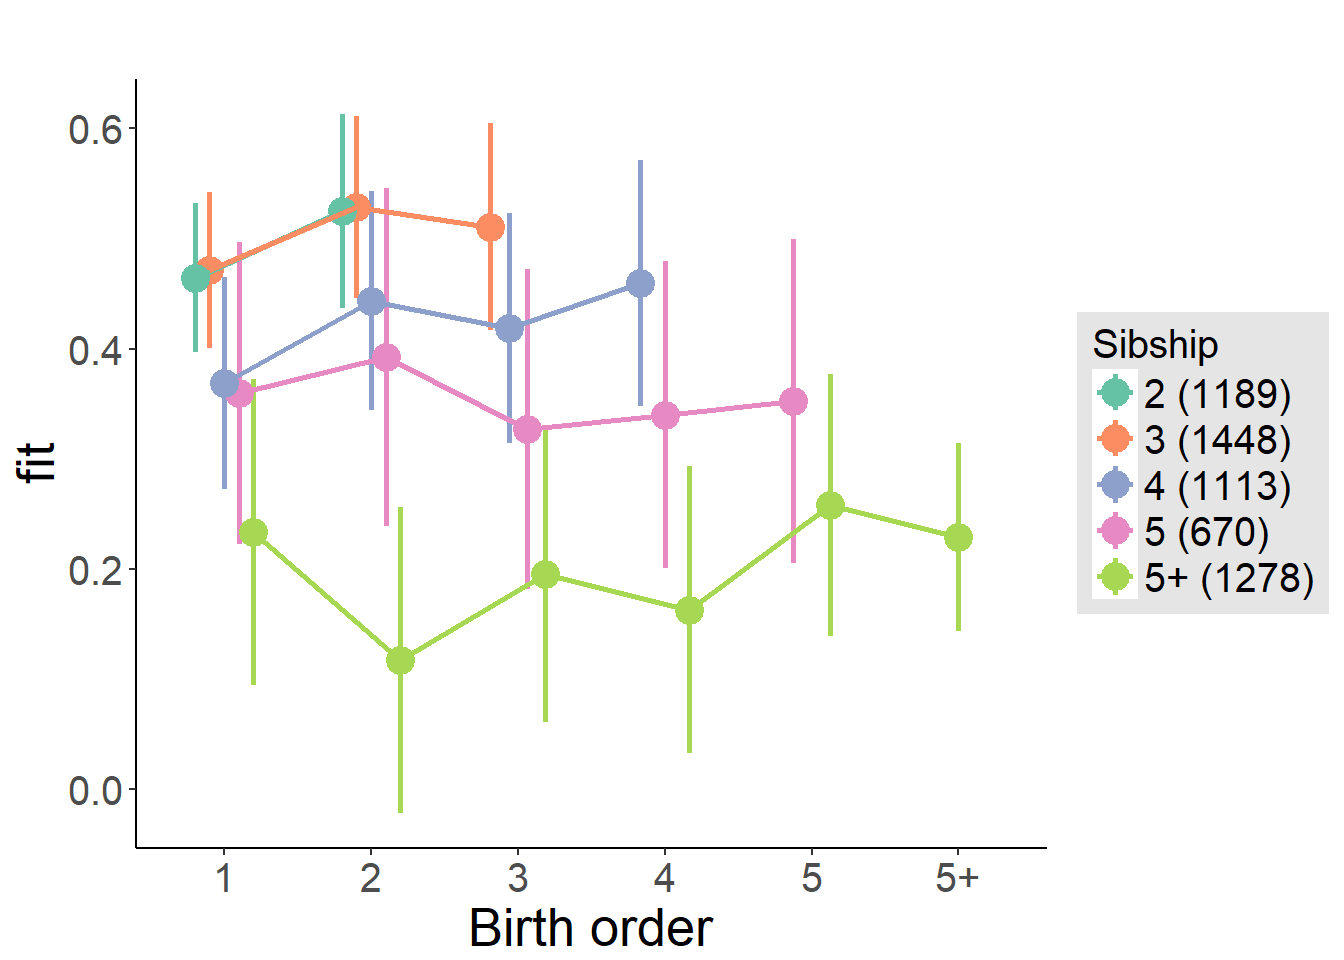 0.6
0.4
0.2
0.0
fit
1 2 3 4 5 5+
Birth order
Sibship
2 (1189)
3 (1448)
4 (1113)
5 (670)
5+ (1278)